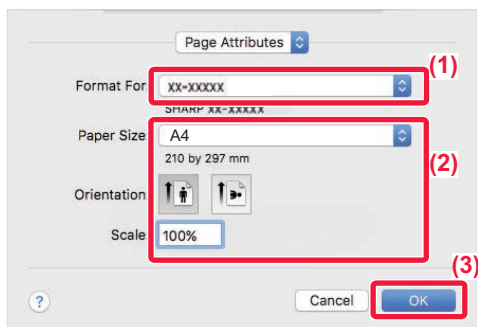 Page Attributes
(1)
Format For: xx-xxxxx
SHARP xx-xxxxx
Paper Size: A4
210 by 297 mm
(2)
Orientation:
Scale: 100%
(3)
? Cancel OK